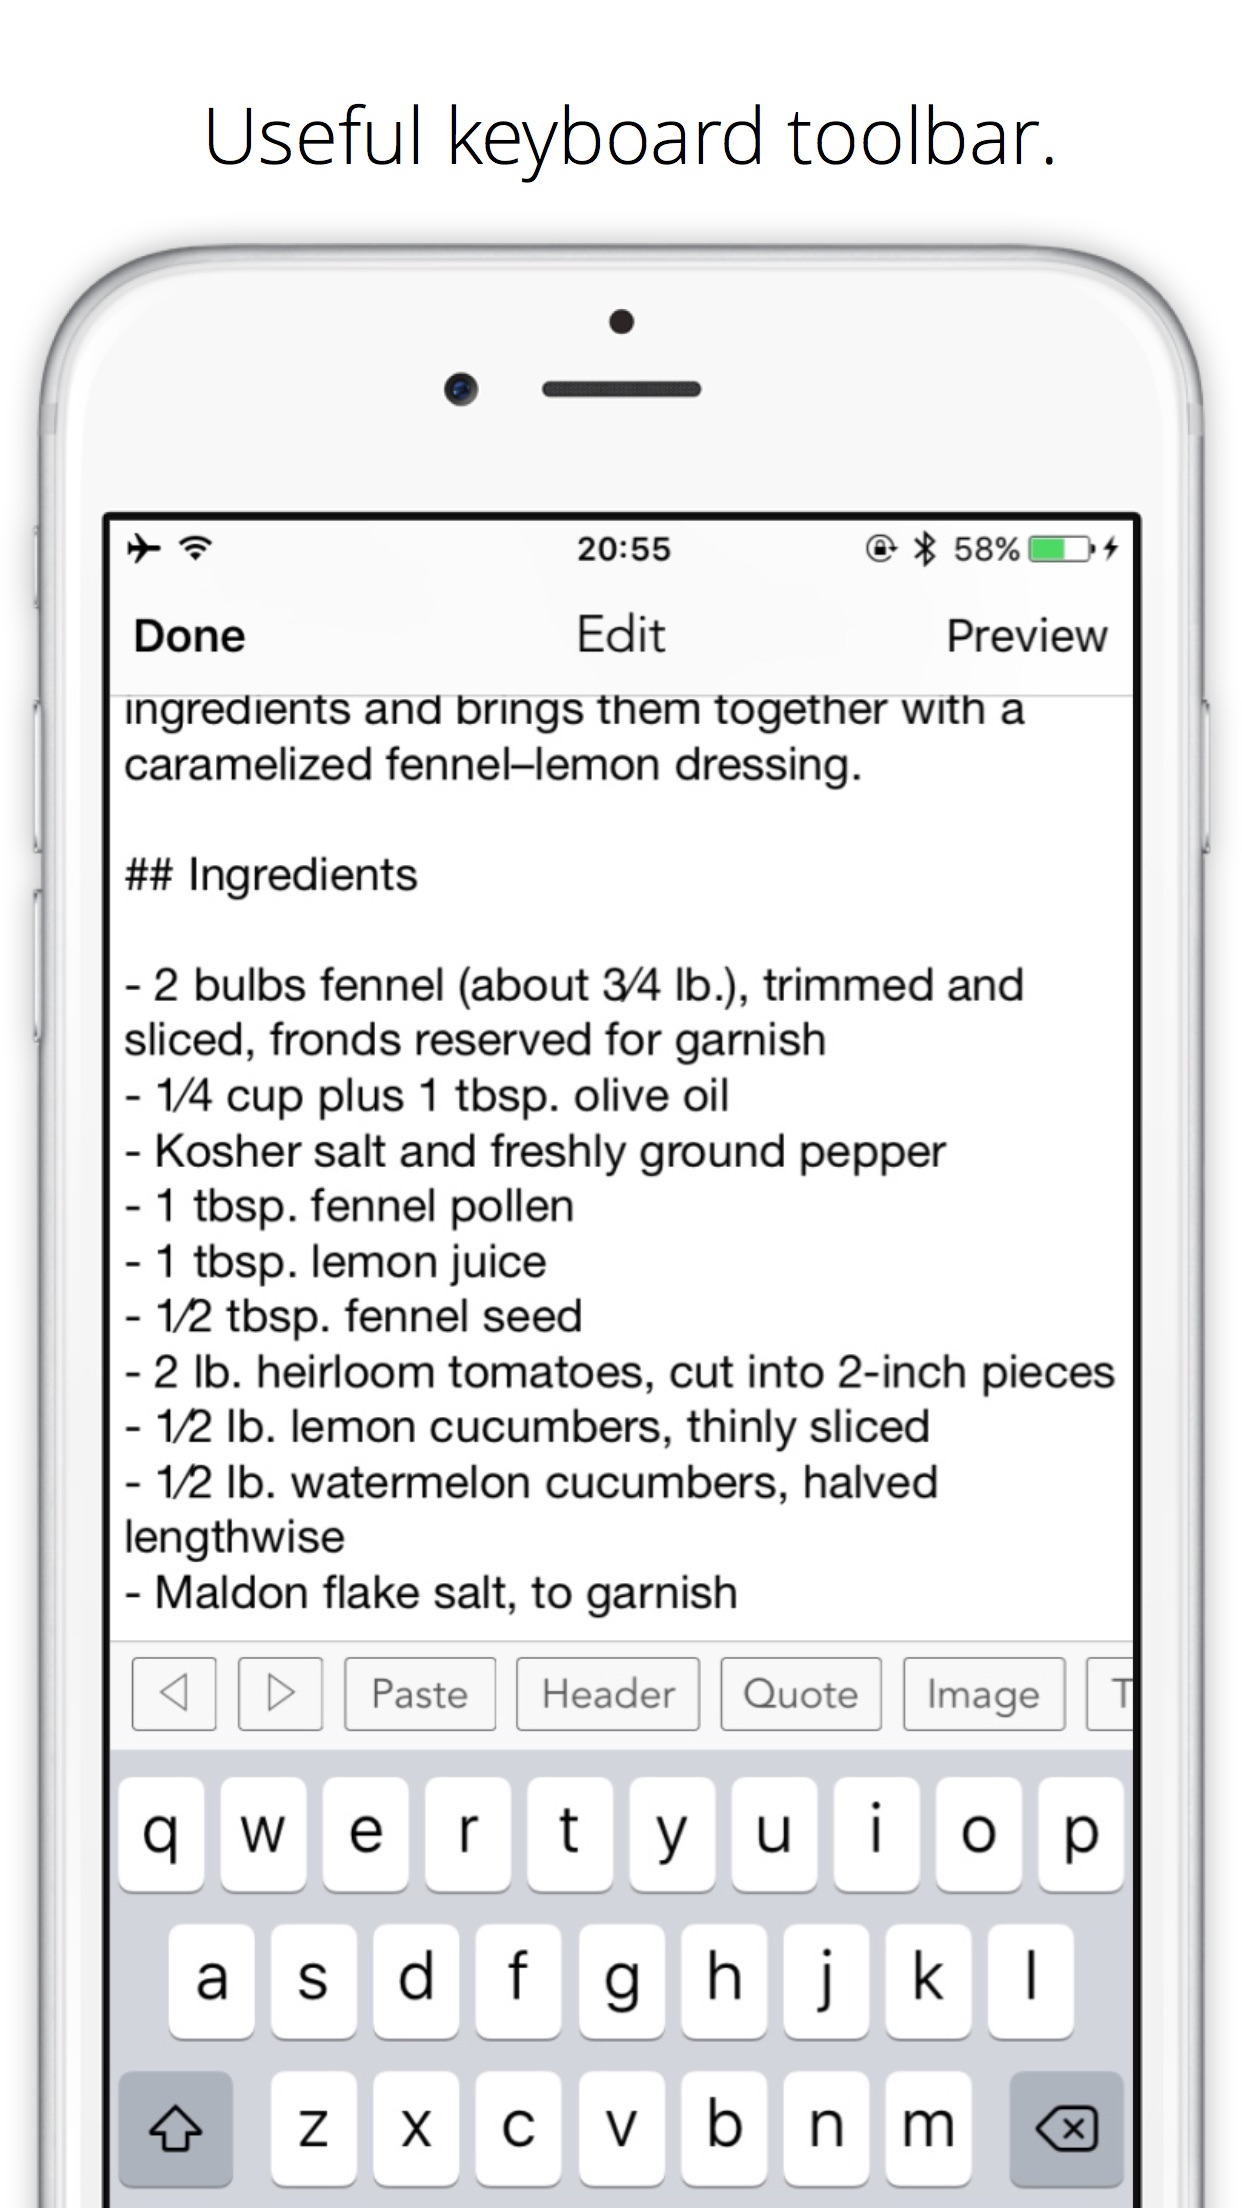 Useful keyboard toolbar.
20:55 58%
Done Edit Preview
ingredients and brings them together with a
caramelized fennel–lemon dressing.
## Ingredients
- 2 bulbs fennel (about 3⁄4 lb.), trimmed and
sliced, fronds reserved for garnish
- 1⁄4 cup plus 1 tbsp. olive oil
- Kosher salt and freshly ground pepper
- 1 tbsp. fennel pollen
- 1 tbsp. lemon juice
- 1⁄2 tbsp. fennel seed
- 2 lb. heirloom tomatoes, cut into 2-inch pieces
- 1⁄2 lb. lemon cucumbers, thinly sliced
- 1⁄2 lb. watermelon cucumbers, halved
lengthwise
- Maldon flake salt, to garnish
Paste Header Quote Image T
q w e r t y u i o p
a s d f g h j k l
z x c v b n m